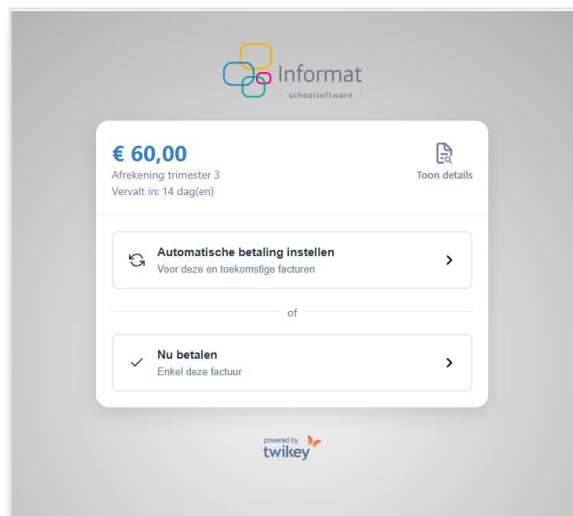 Informat
schoolsoftware
€ 60,00
Afrekening trimester 3
Vervalt in: 14 dag(en)
Toon details
Automatische betaling instellen
Voor deze en toekomstige facturen
of
Nu betalen
Enkel deze factuur
powered by
twikey